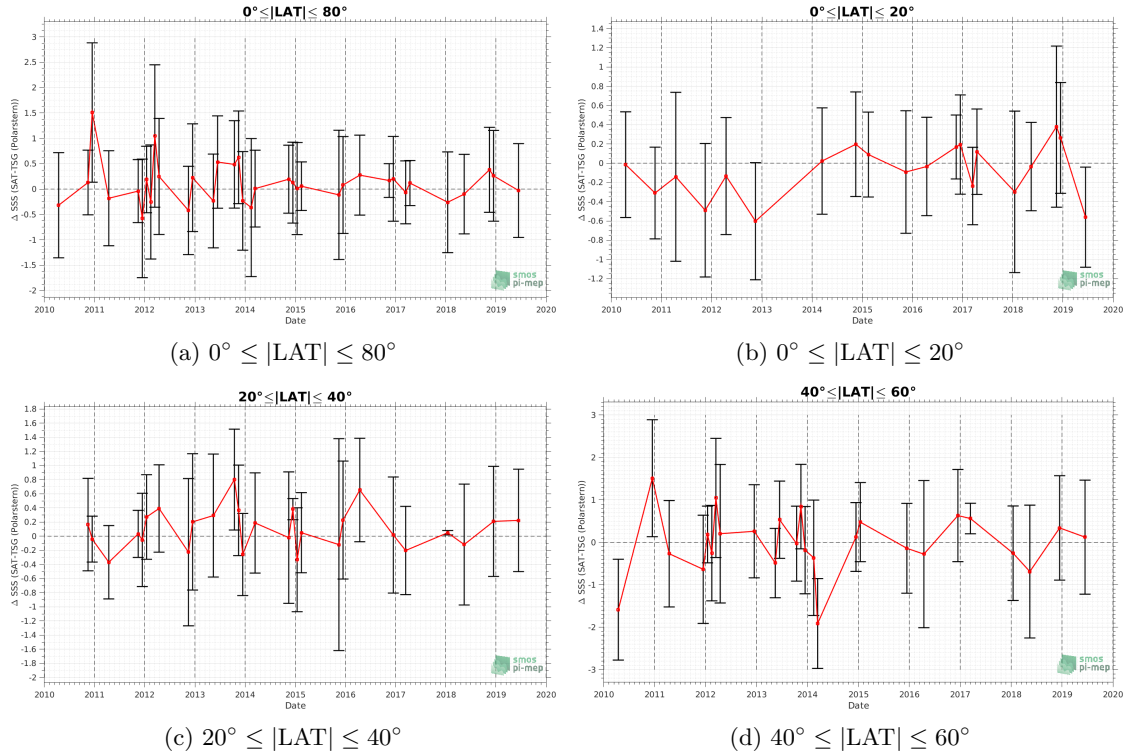 0°≤|LAT|≤ 80°
Δ SSS (SAT-TSG (Polarstern))
3
2.5
2
1.5
1
0.5
0
-0.5
-1
-1.5
-2
smos
pi-mep
2010 2011 2012 2013 2014 2015 2016 2017 2018 2019 2020
Date
(a) 0° ≤ |LAT| ≤ 80°
0°≤|LAT|≤ 20°
Δ SSS (SAT-TSG (Polarstern))
1.4
1.2
1
0.8
0.6
0.4
0.2
0
-0.2
-0.4
-0.6
-0.8
-1
-1.2
smos
pi-mep
2010 2011 2012 2013 2014 2015 2016 2017 2018 2019 2020
Date
(b) 0° ≤ |LAT| ≤ 20°
20°≤|LAT|≤ 40°
Δ SSS (SAT-TSG (Polarstern))
1.8
1.6
1.4
1.2
1
0.8
0.6
0.4
0.2
0
-0.2
-0.4
-0.6
-0.8
-1
-1.2
-1.4
-1.6
-1.8
-2
smos
pi-mep
2010 2011 2012 2013 2014 2015 2016 2017 2018 2019 2020
Date
(c) 20° ≤ |LAT| ≤ 40°
40°≤|LAT|≤ 60°
Δ SSS (SAT-TSG (Polarstern))
3
2
1
0
-1
-2
-3
smos
pi-mep
2010 2011 2012 2013 2014 2015 2016 2017 2018 2019 2020
Date
(d) 40° ≤ |LAT| ≤ 60°